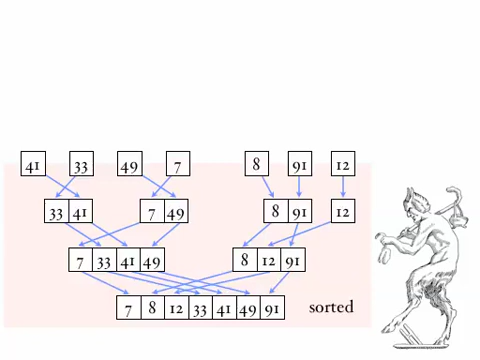 41 33 49 7 8 91 12
33 41 7 49 8 91 12
7 33 41 49 8 12 91
7 8 12 33 41 49 91 sorted